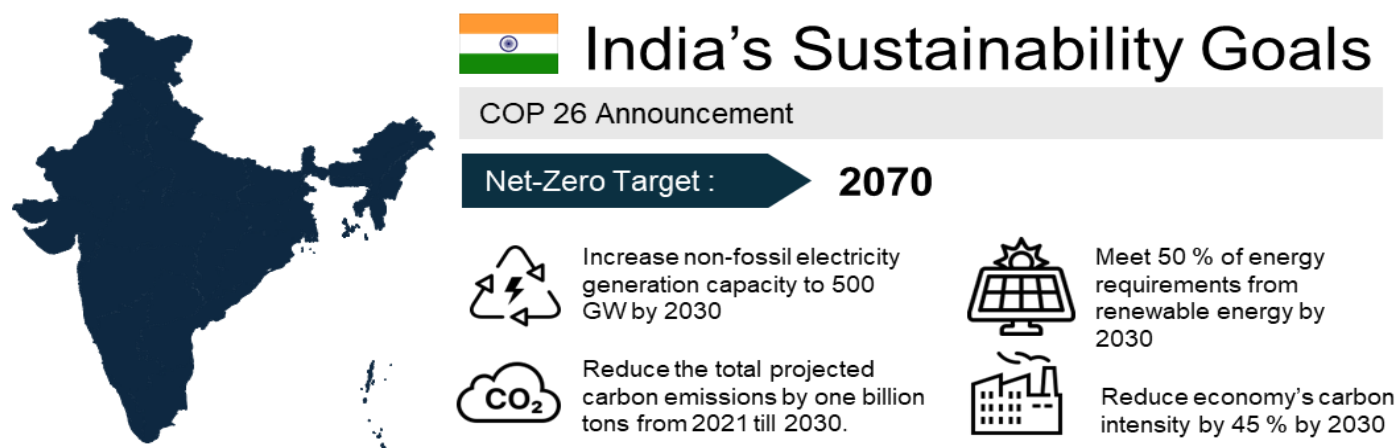 India's Sustainability Goals
COP 26 Announcement
Net-Zero Target :
2070
Increase non-fossil electricity
generation capacity to 500
GW by 2030
Meet 50 % of energy
requirements from
renewable energy by
2030
CO₂
Reduce the total projected
carbon emissions by one billion
tons from 2021 till 2030.
Reduce economy's carbon
intensity by 45 % by 2030